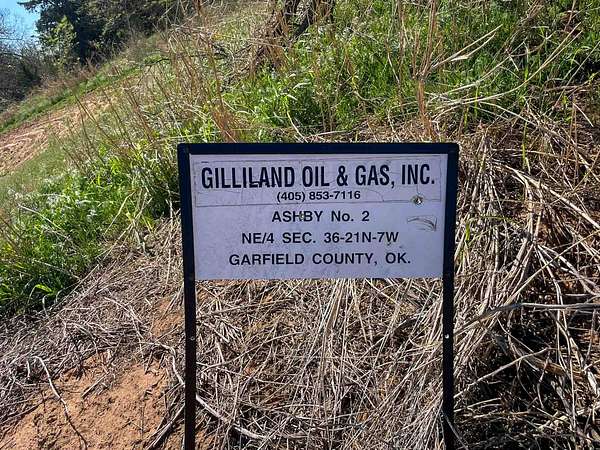 GILLILAND OIL & GAS, INC.
(405) 853-7116
ASHBY No. 2
NE/4 SEC. 36-21N-7W
GARFIELD COUNTY, OK.